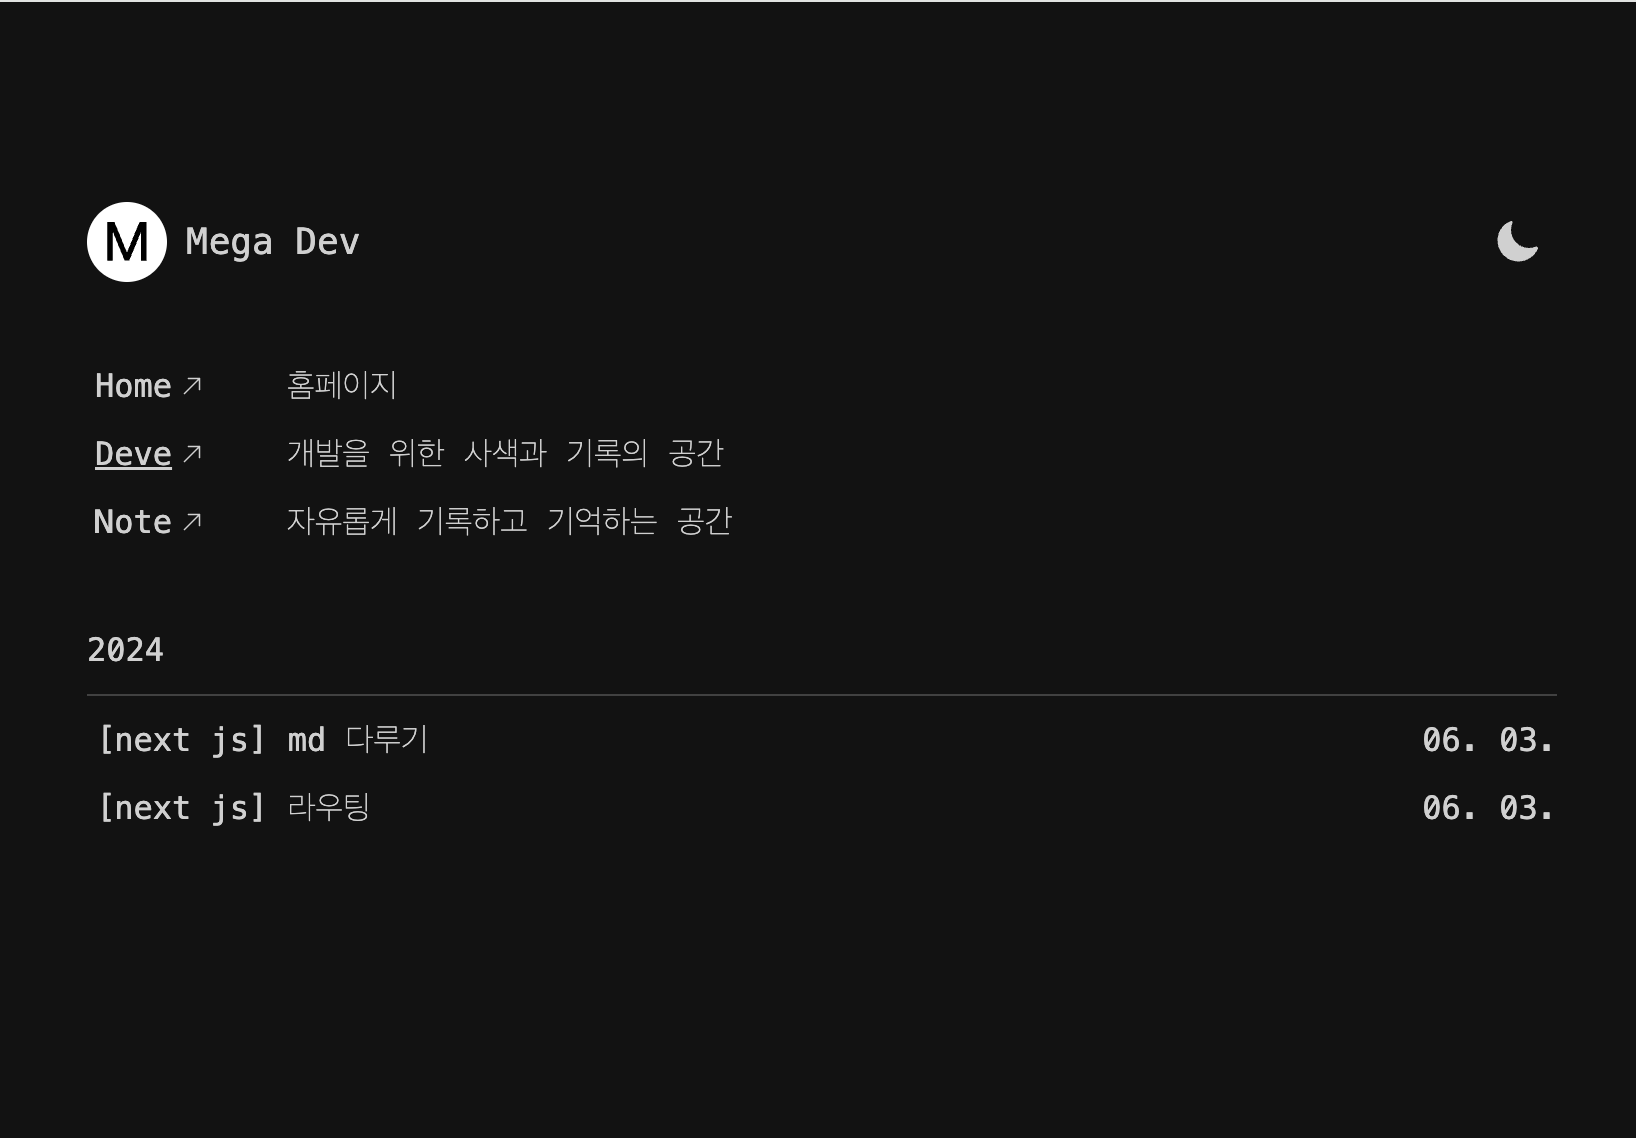 M Mega Dev
Home ↗ 홈페이지
Deve ↗ 개발을 위한 사색과 기록의 공간
Note ↗ 자유롭게 기록하고 기억하는 공간
2024
[next js] md 다루기 06. 03.
[next js] 라우팅 06. 03.